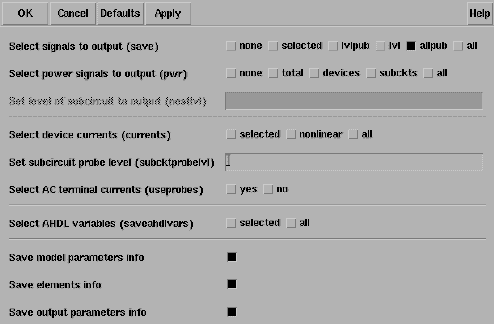 OK Cancel Defaults Apply Help
Select signals to output (save) none selected lvlpub lvl allpub all
Select power signals to output (pwr) none total devices subckts all
Set level of subcircuit to output (nestlvl)
Select device currents (currents) selected nonlinear all
Set subcircuit probe level (subcktprobelvl)
Select AC terminal currents (useprobes) yes no
Select AHDL variables (saveahdlvars) selected all
Save model parameters info
Save elements info
Save output parameters info